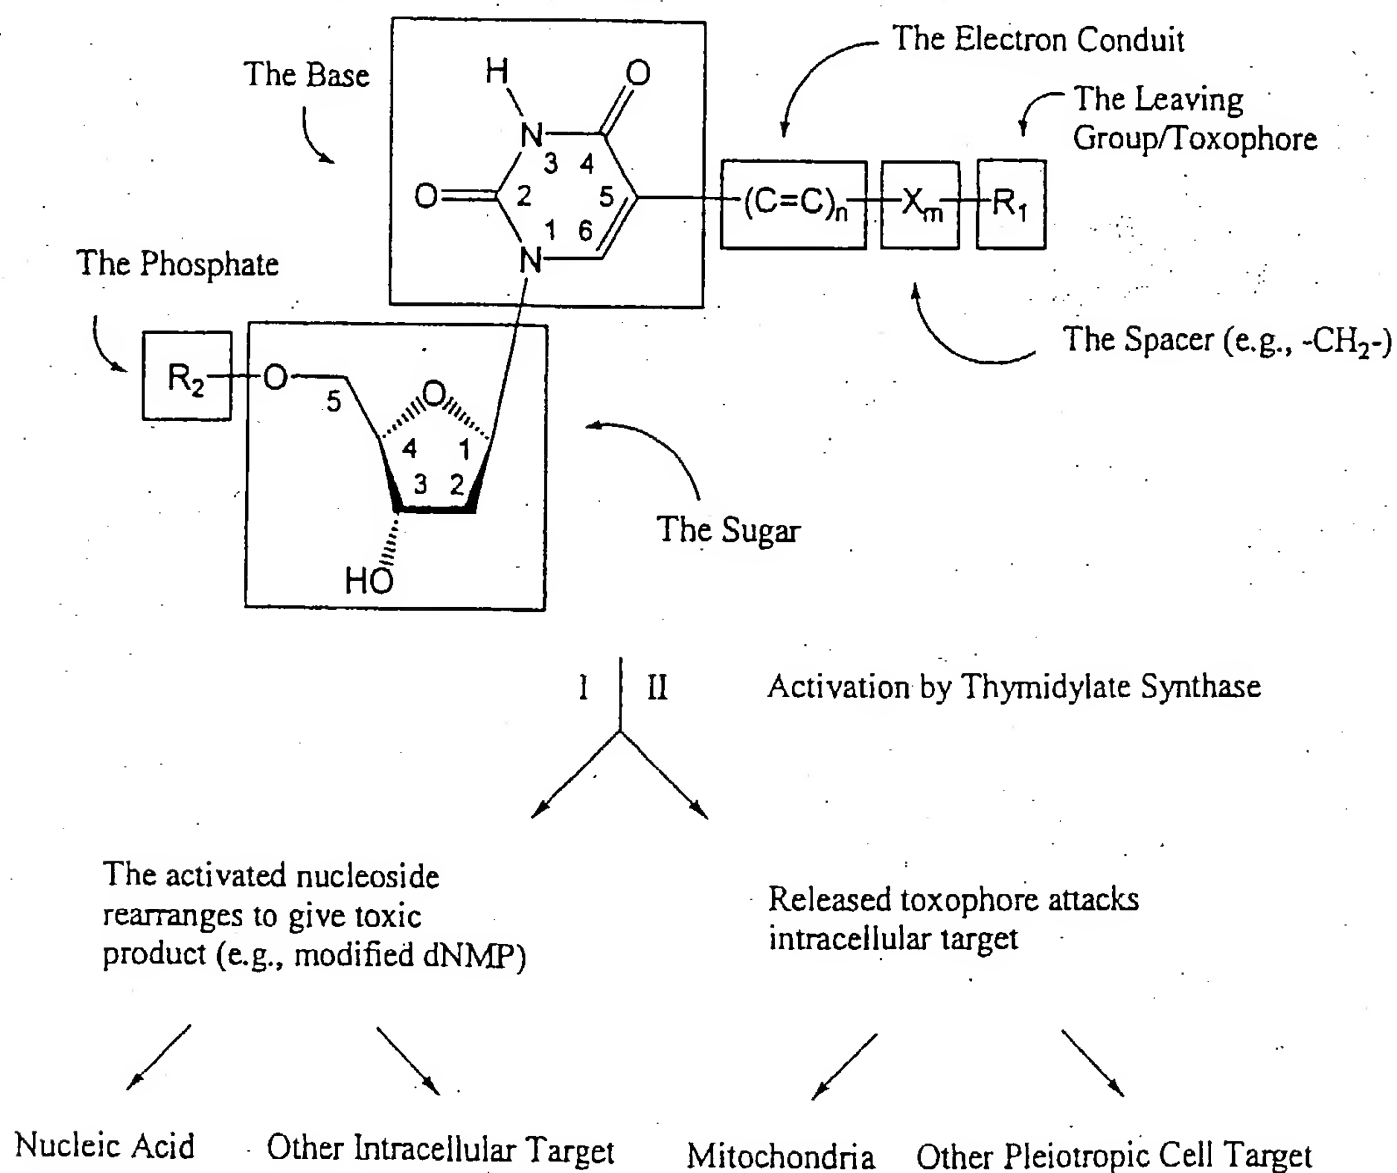 The Electron Conduit
The Base
The Leaving
Group/Toxophore
H
O
N
3 4
O
2
5
(C=C)n
Xm
R1
1 6
N
The Phosphate
The Spacer (e.g., -CH2-)
R2
O
5
O
4 1
3 2
The Sugar
HO
I II
Activation by Thymidylate Synthase
The activated nucleoside
rearranges to give toxic
product (e.g., modified dNMP)
Released toxophore attacks
intracellular target
Nucleic Acid
Other Intracellular Target
Mitochondria
Other Pleiotropic Cell Target